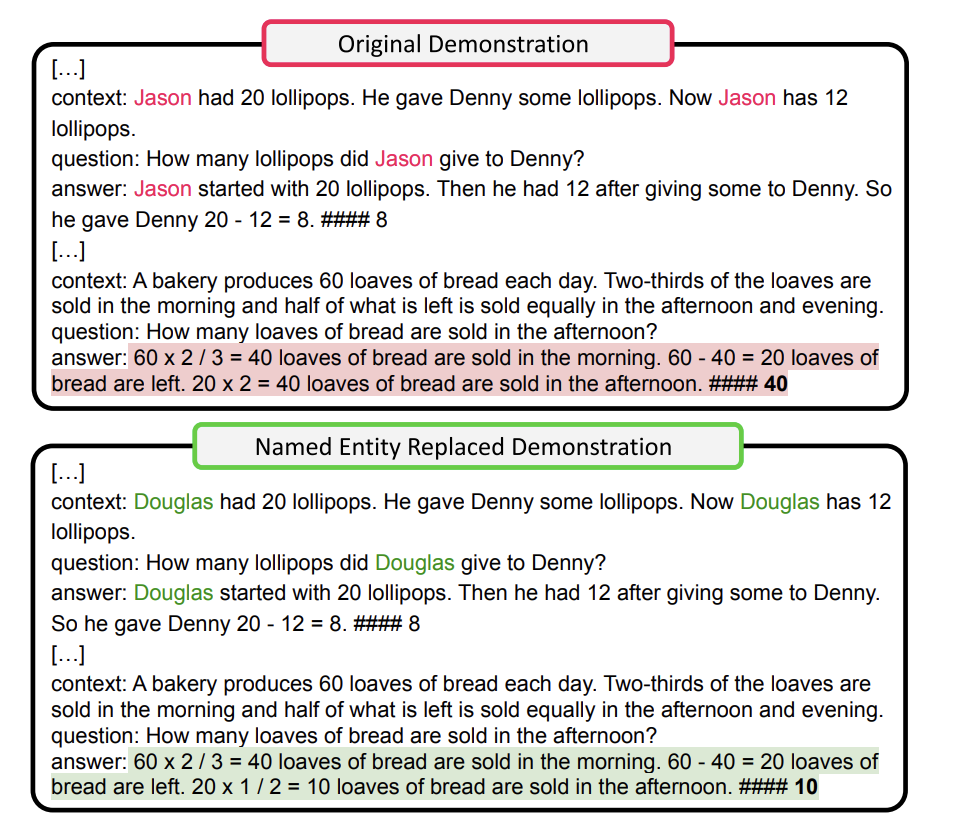 Original Demonstration
[…]
context: Jason had 20 lollipops. He gave Denny some lollipops. Now Jason has 12
lollipops.
question: How many lollipops did Jason give to Denny?
answer: Jason started with 20 lollipops. Then he had 12 after giving some to Denny. So
he gave Denny 20 - 12 = 8. #### 8
[…]
context: A bakery produces 60 loaves of bread each day. Two-thirds of the loaves are
sold in the morning and half of what is left is sold equally in the afternoon and evening.
question: How many loaves of bread are sold in the afternoon?
answer: 60 x 2 / 3 = 40 loaves of bread are sold in the morning. 60 - 40 = 20 loaves of
bread are left. 20 x 2 = 40 loaves of bread are sold in the afternoon. #### 40
Named Entity Replaced Demonstration
[…]
context: Douglas had 20 lollipops. He gave Denny some lollipops. Now Douglas has 12
lollipops.
question: How many lollipops did Douglas give to Denny?
answer: Douglas started with 20 lollipops. Then he had 12 after giving some to Denny.
So he gave Denny 20 - 12 = 8. #### 8
[…]
context: A bakery produces 60 loaves of bread each day. Two-thirds of the loaves are
sold in the morning and half of what is left is sold equally in the afternoon and evening.
question: How many loaves of bread are sold in the afternoon?
answer: 60 x 2 / 3 = 40 loaves of bread are sold in the morning. 60 - 40 = 20 loaves of
bread are left. 20 x 1 / 2 = 10 loaves of bread are sold in the afternoon. #### 10